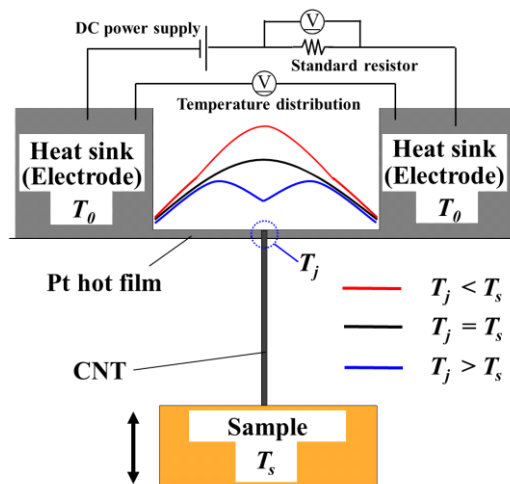 DC power supply
V
Standard resistor
V
Temperature distribution
Heat sink
(Electrode)
T₀
Heat sink
(Electrode)
T₀
Pt hot film
Tⱼ
Tⱼ < Tₛ
Tⱼ = Tₛ
Tⱼ > Tₛ
CNT
Sample
Tₛ